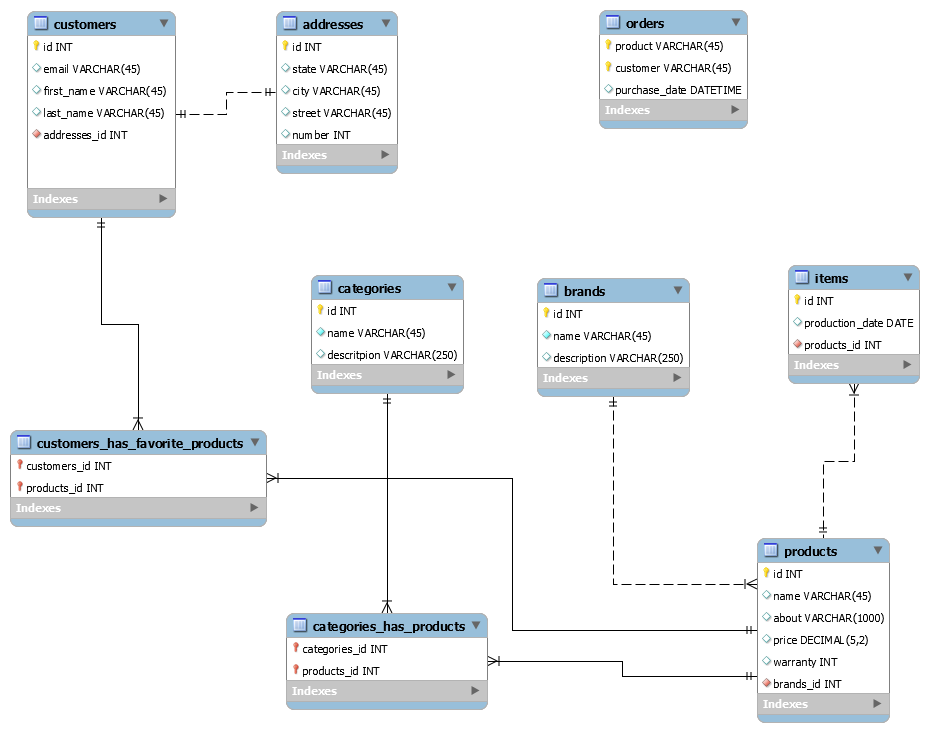 customers
id INT
email VARCHAR(45)
first_name VARCHAR(45)
last_name VARCHAR(45)
addresses_id INT
Indexes
addresses
id INT
state VARCHAR(45)
city VARCHAR(45)
street VARCHAR(45)
number INT
Indexes
orders
product VARCHAR(45)
customer VARCHAR(45)
purchase_date DATETIME
Indexes
categories
id INT
name VARCHAR(45)
descritpion VARCHAR(250)
Indexes
brands
id INT
name VARCHAR(45)
description VARCHAR(250)
Indexes
items
id INT
production_date DATE
products_id INT
Indexes
customers_has_favorite_products
customers_id INT
products_id INT
Indexes
categories_has_products
categories_id INT
products_id INT
Indexes
products
id INT
name VARCHAR(45)
about VARCHAR(1000)
price DECIMAL(5,2)
warranty INT
brands_id INT
Indexes